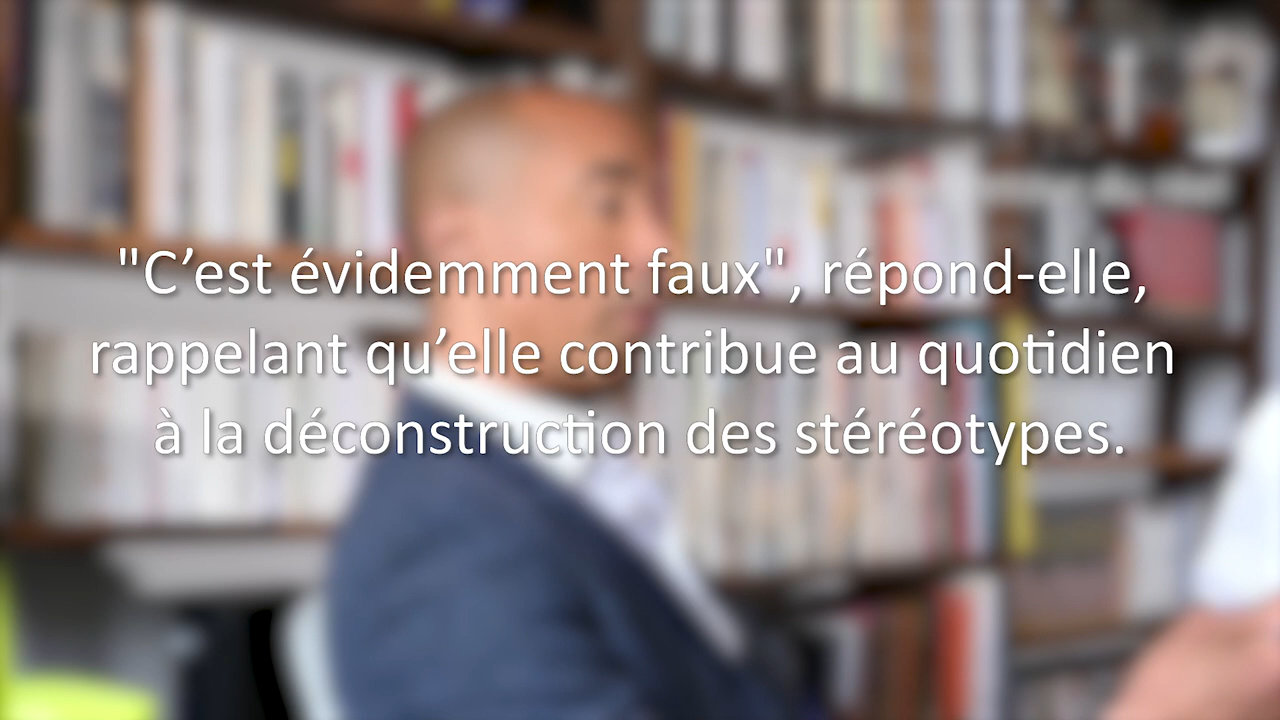 "C’est évidemment faux", répond-elle,
rappelant qu’elle contribue au quotidien
à la déconstruction des stéréotypes.